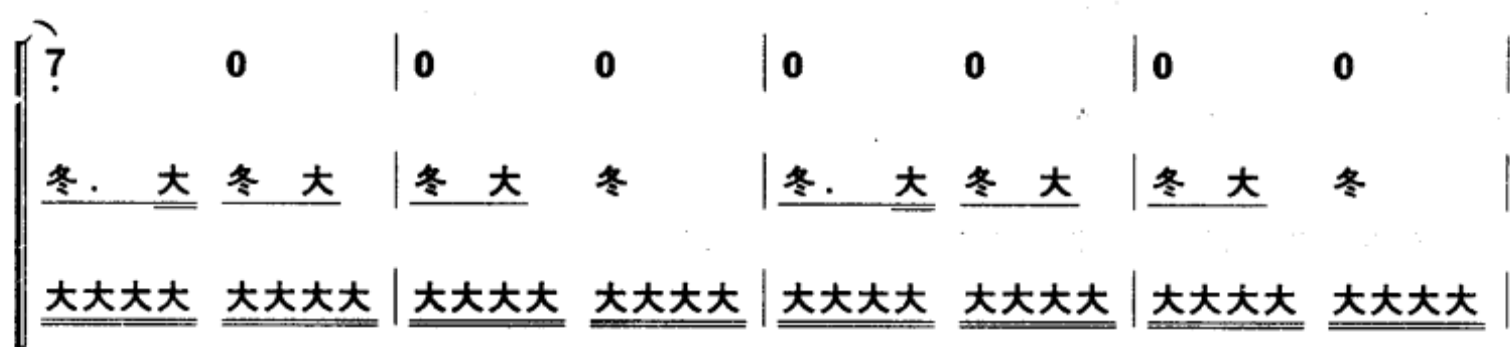 7 0 | 0 0 | 0 0 | 0 0 |
冬. 大 冬 大 | 冬 大 冬 | 冬. 大 冬 大 | 冬 大 冬 |
大大大大 大大大大 | 大大大大 大大大大 | 大大大大 大大大大 | 大大大大 大大大大 |